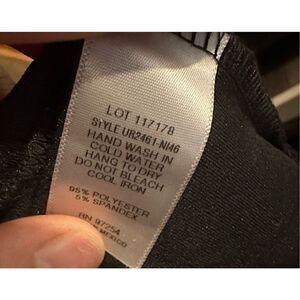 LOT 117178
STYLE UR2461-NI46
HAND WASH IN
COLD WATER
HANG TO DRY
DO NOT BLEACH
COOL IRON
95% POLYESTER
5% SPANDEX
RN 97254
MEXICO